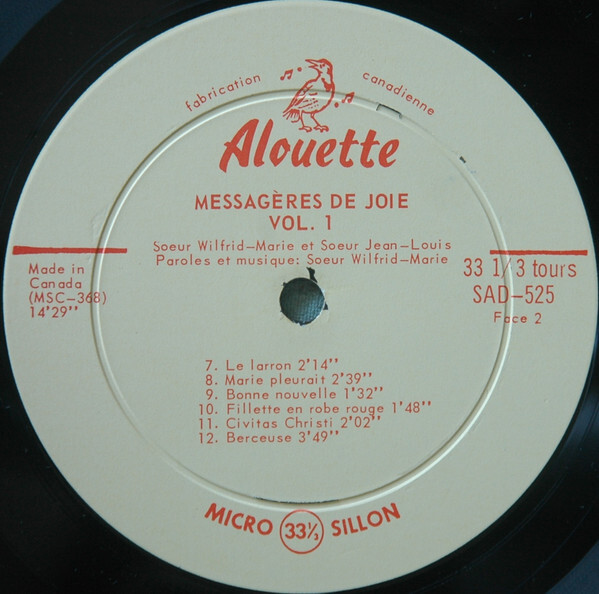 fabrication canadienne
Alouette
MESSAGÈRES DE JOIE
VOL. 1
Soeur Wilfrid-Marie et Soeur Jean-Louis
Paroles et musique: Soeur Wilfrid-Marie
Made in
Canada
(MSC-368)
14'29''
33 1/3 tours
SAD-525
Face 2
7. Le larron 2'14''
8. Marie pleurait 2'39''
9. Bonne nouvelle 1'32''
10. Fillette en robe rouge 1'48''
11. Civitas Christi 2'02''
12. Berceuse 3'49''
MICRO 33⅓ SILLON